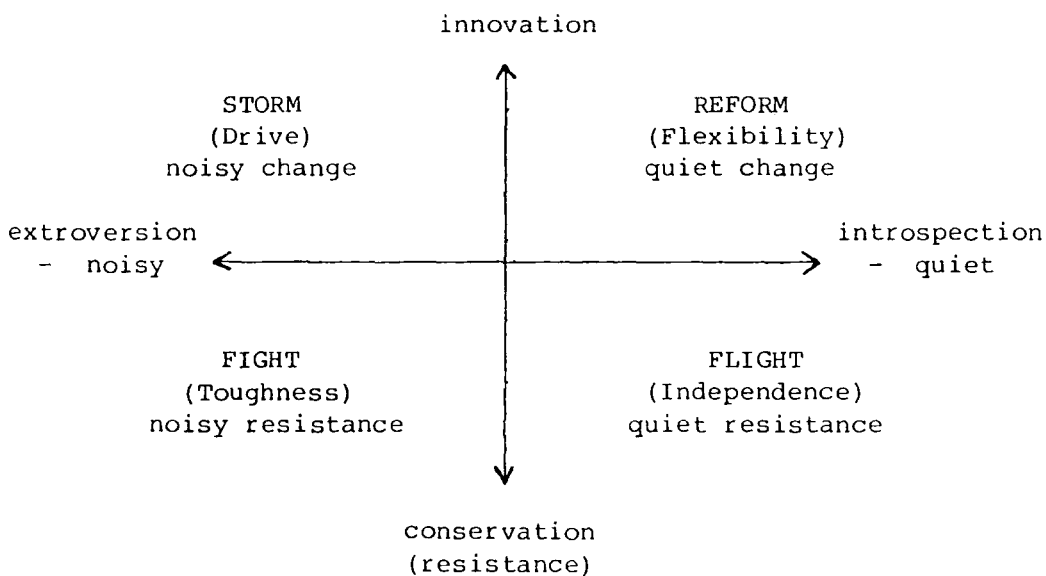 innovation
STORM
(Drive)
noisy change
REFORM
(Flexibility)
quiet change
extroversion
- noisy
introspection
- quiet
FIGHT
(Toughness)
noisy resistance
FLIGHT
(Independence)
quiet resistance
conservation
(resistance)